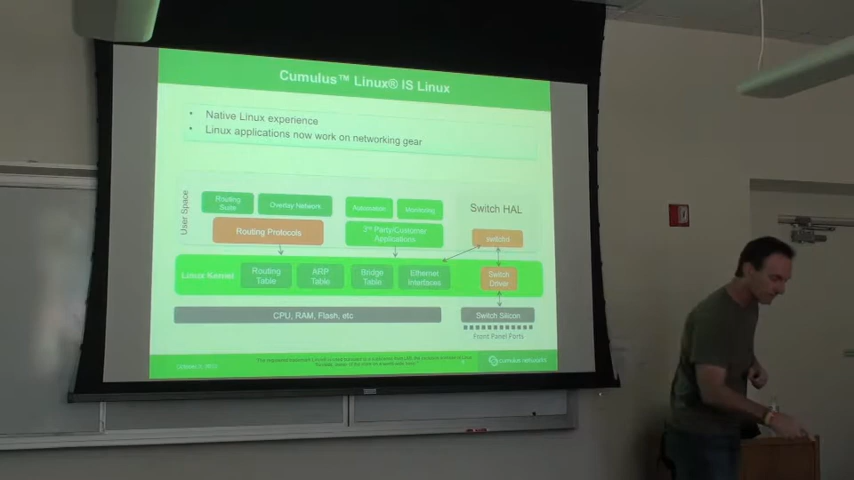 Cumulus™ Linux® IS Linux
• Native Linux experience
• Linux applications now work on networking gear
User Space
Routing
Suite
Overlay Network
Automation
Monitoring
Switch HAL
Routing Protocols
3rd Party/Customer
Applications
switchd
Linux Kernel
Routing
Table
ARP
Table
Bridge
Table
Ethernet
Interfaces
Switch
Driver
CPU, RAM, Flash, etc
Switch Silicon
Front Panel Ports
cumulus networks